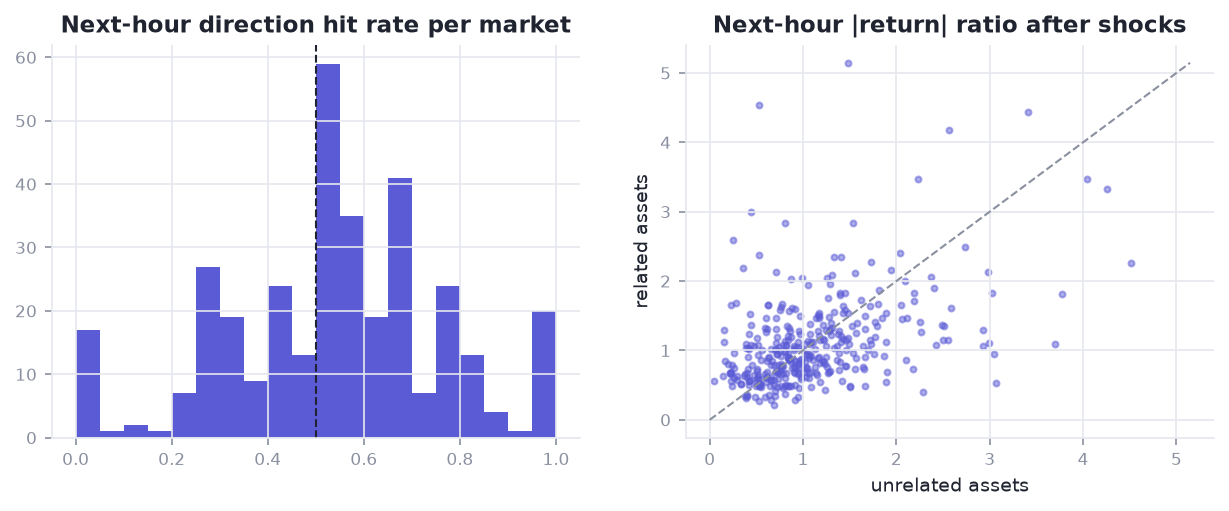 Next-hour direction hit rate per market
60
50
40
30
20
10
0
0.0 0.2 0.4 0.6 0.8 1.0
Next-hour |return| ratio after shocks
related assets
5
4
3
2
1
0
0 1 2 3 4 5
unrelated assets